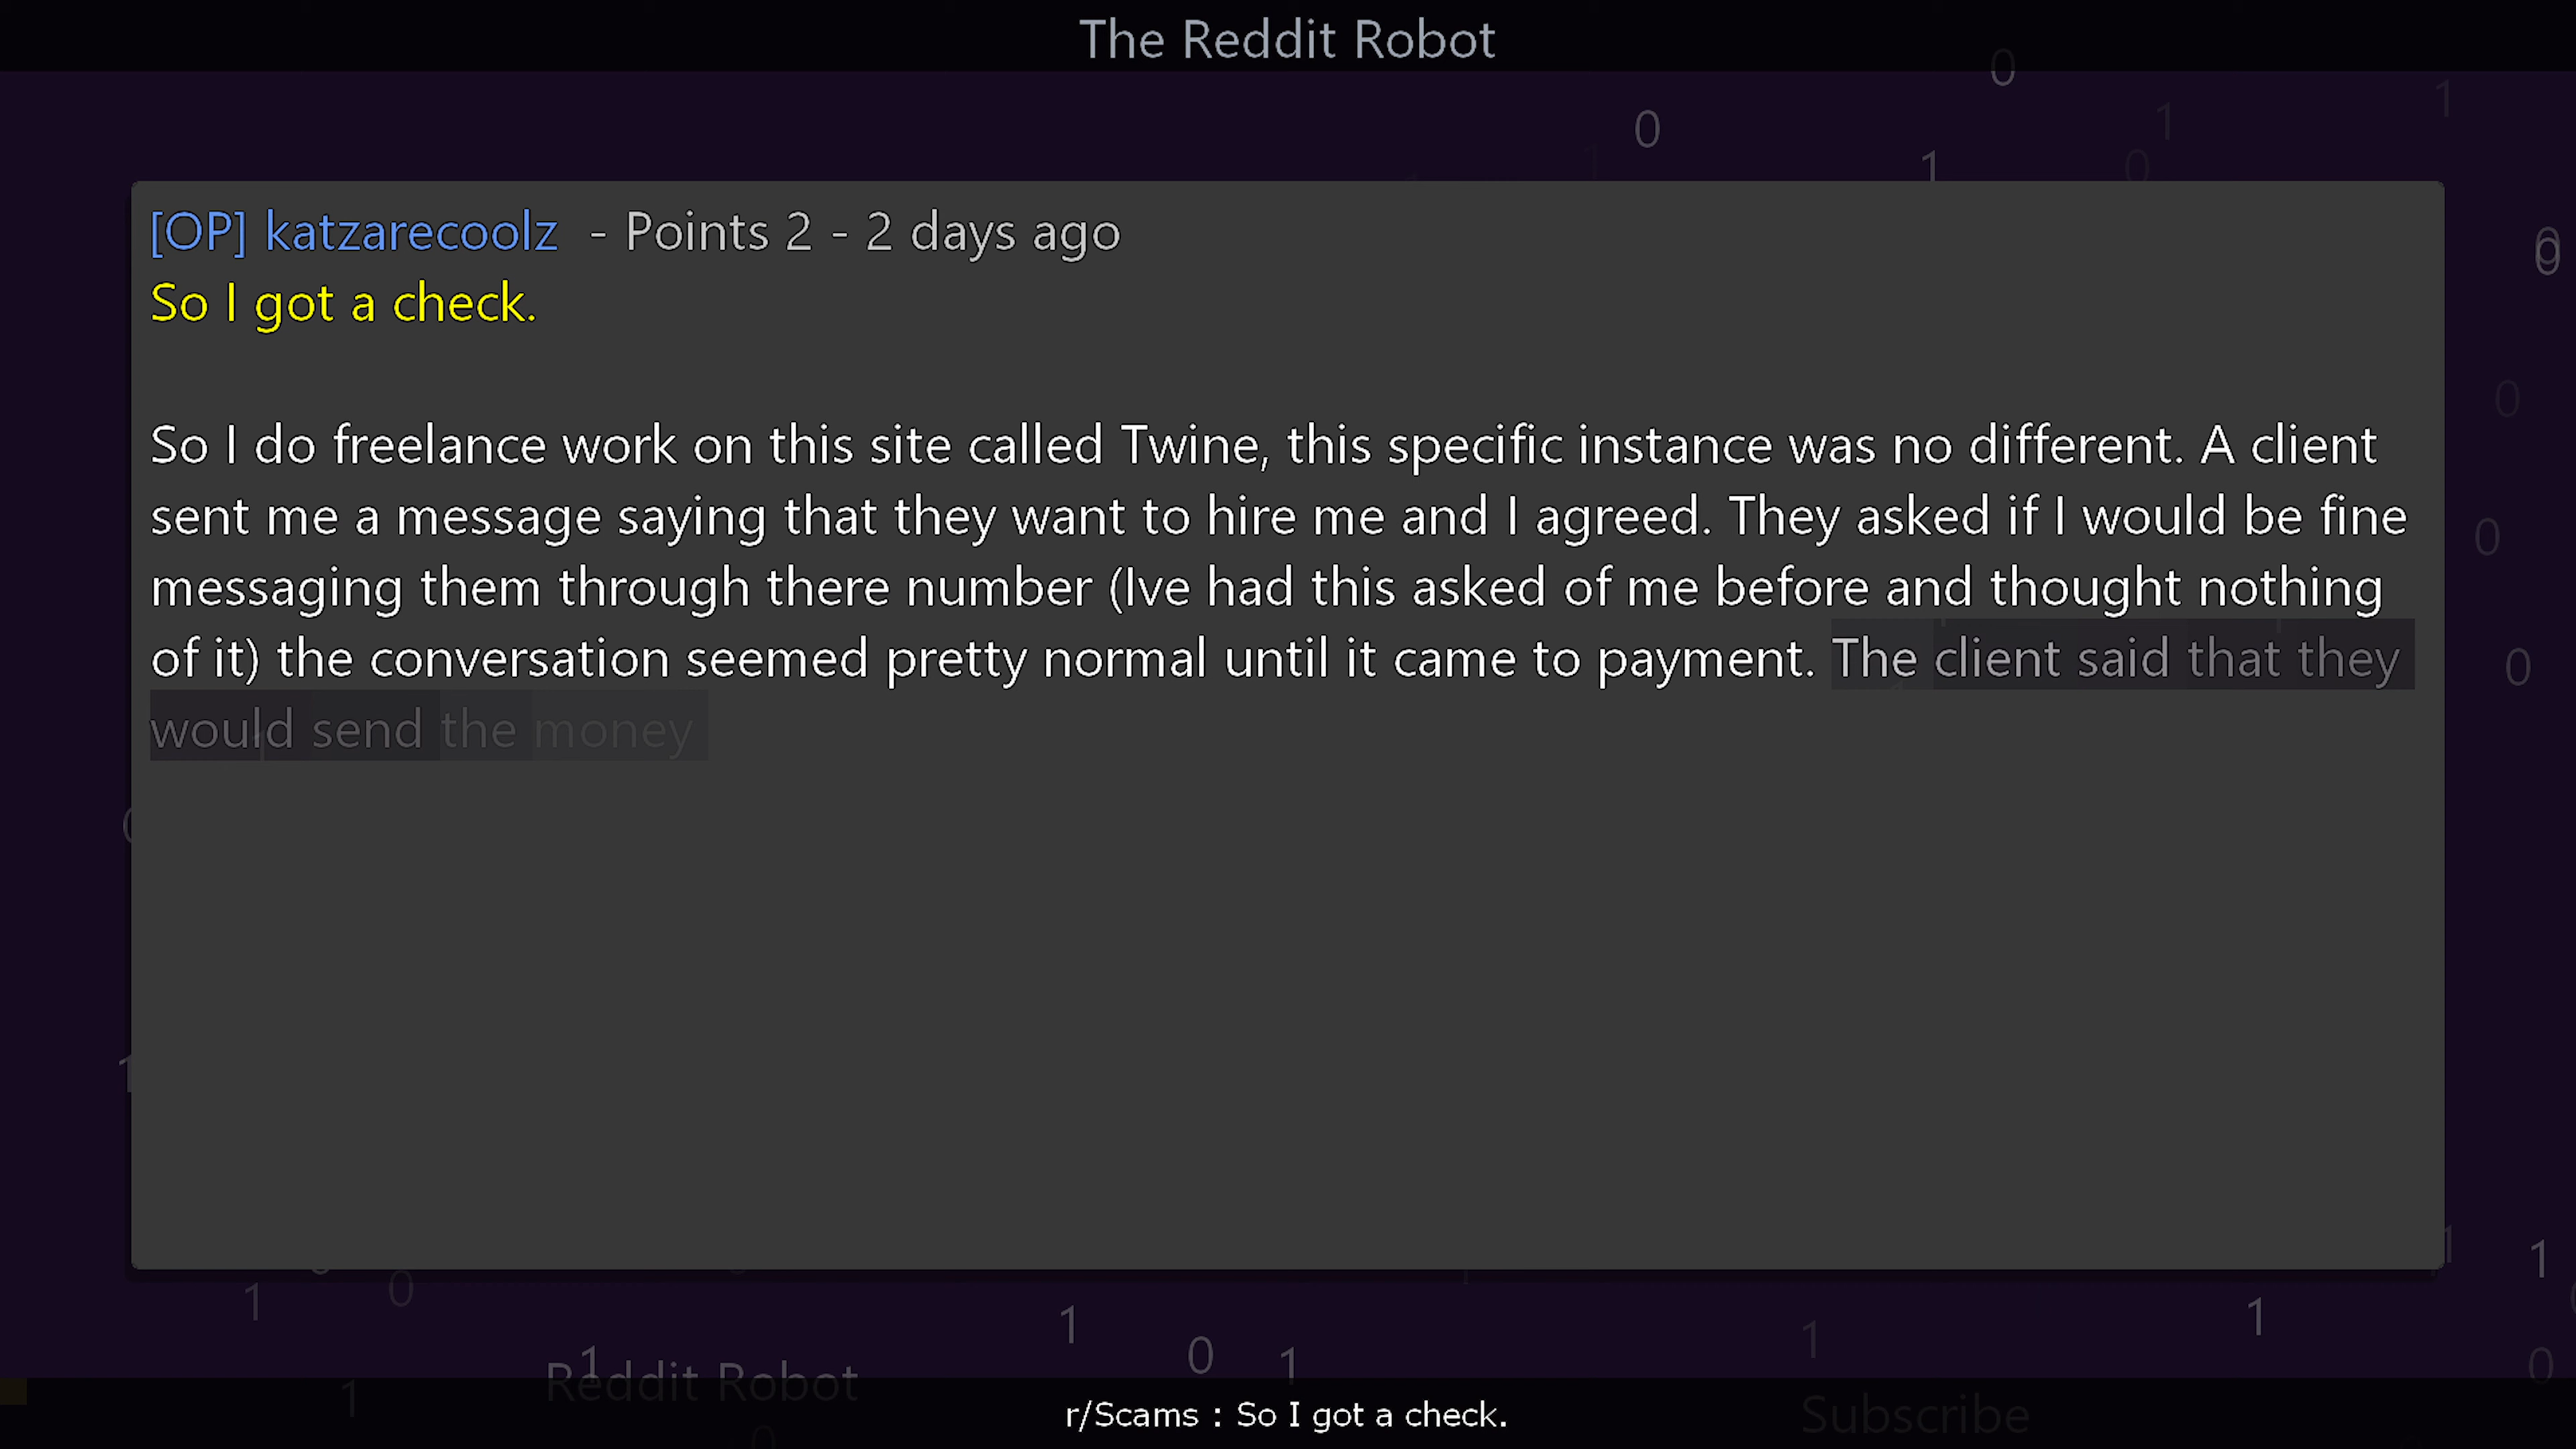 The Reddit Robot
[OP] katzarecoolz - Points 2 - 2 days ago
So I got a check.
So I do freelance work on this site called Twine, this specific instance was no different. A client
sent me a message saying that they want to hire me and I agreed. They asked if I would be fine
messaging them through there number (Ive had this asked of me before and thought nothing
of it) the conversation seemed pretty normal until it came to payment. The client said that they
would send the money
Reddit Robot
r/Scams : So I got a check.
Subscribe